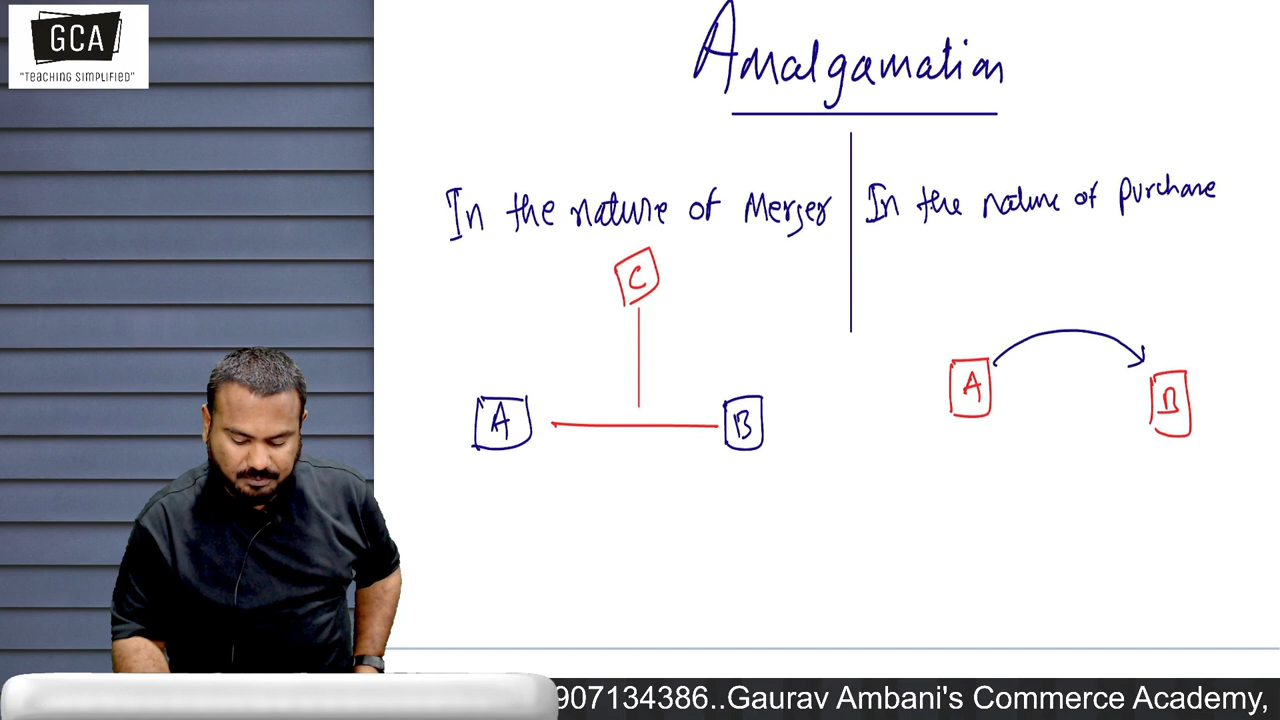 GCA
"TEACHING SIMPLIFIED"
Amalgamation
In the nature of Merger
In the nature of Purchase
C
A
B
A
B
907134386..Gaurav Ambani's Commerce Academy,